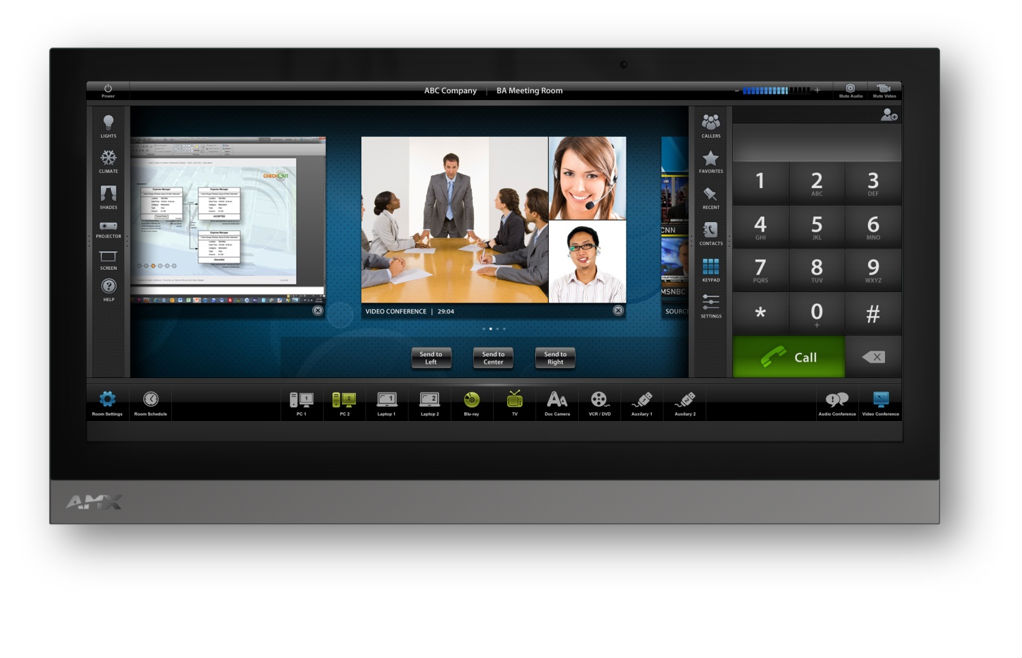 ABC Company | BA Meeting Room
Power
Mute Audio
Mute Video
LIGHTS
CLIMATE
SHADES
PROJECTOR
SCREEN
HELP
CHECKOUT
VIDEO CONFERENCE | 29:04
CNN
MSNBC
SOURC
Send to
Left
Send to
Center
Send to
Right
CALLERS
FAVORITES
RECENT
CONTACTS
KEYPAD
SETTINGS
1
2
ABC
3
DEF
4
GHI
5
JKL
6
MNO
7
PQRS
8
TUV
9
WXYZ
*
0
+
#
Call
Room Settings
Room Schedule
PC 1
PC 2
Laptop 1
Laptop 2
Blu-ray
TV
Doc Camera
VCR / DVD
Auxilary 1
Auxilary 2
Audio Conference
Video Conference
AMX